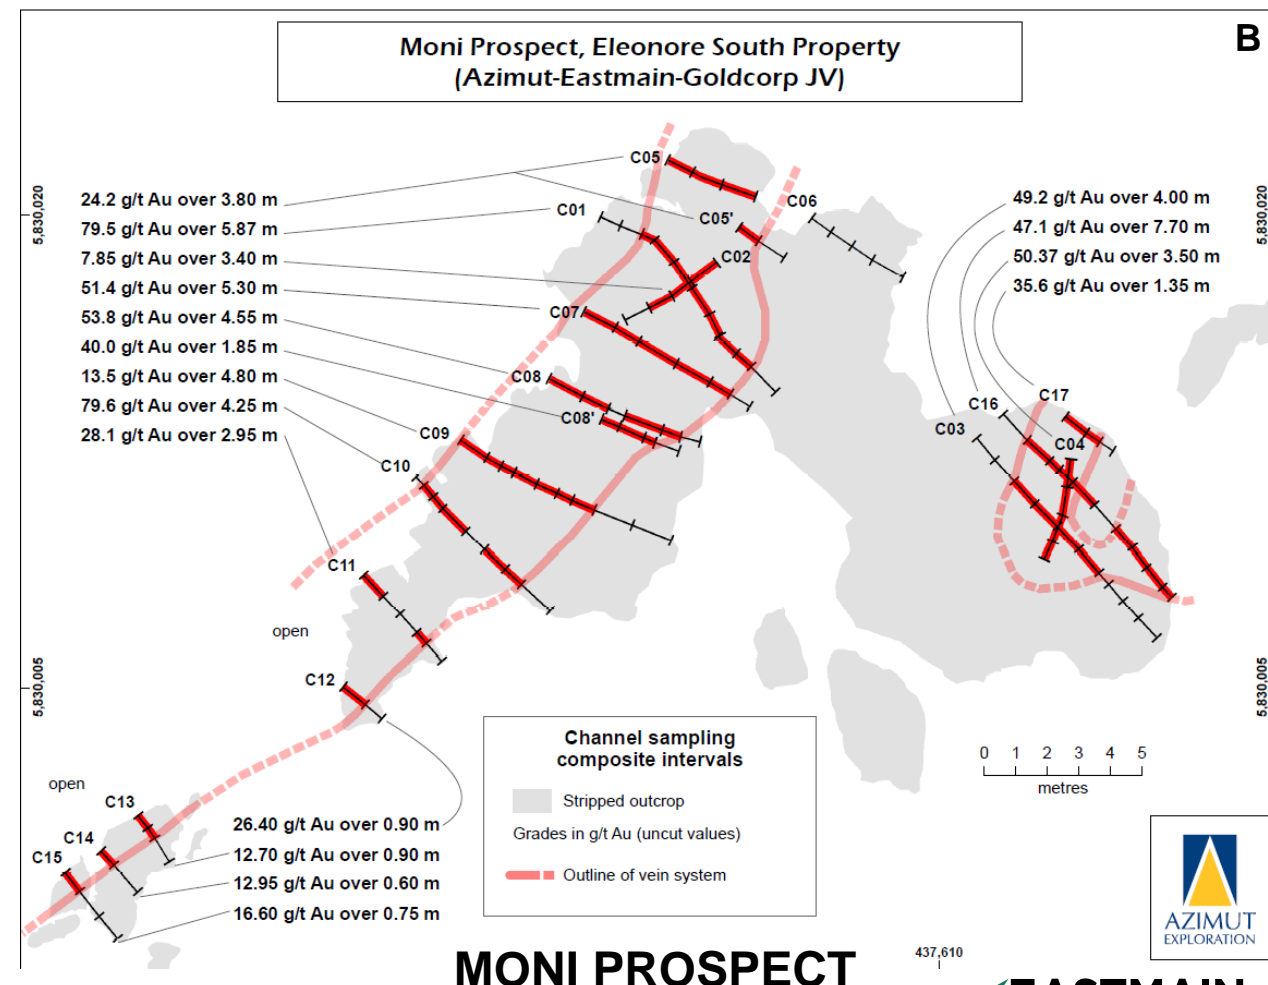 B
Moni Prospect, Eleonore South Property
(Azimut-Eastmain-Goldcorp JV)
5,830,020
5,830,020
24.2 g/t Au over 3.80 m
79.5 g/t Au over 5.87 m
7.85 g/t Au over 3.40 m
51.4 g/t Au over 5.30 m
53.8 g/t Au over 4.55 m
40.0 g/t Au over 1.85 m
13.5 g/t Au over 4.80 m
79.6 g/t Au over 4.25 m
28.1 g/t Au over 2.95 m
C05
C01
C05'
C06
C02
C07
C08
C08'
C09
C10
C11
49.2 g/t Au over 4.00 m
47.1 g/t Au over 7.70 m
50.37 g/t Au over 3.50 m
35.6 g/t Au over 1.35 m
C17
C16
C03
C04
open
C12
5,830,005
5,830,005
open
C13
C14
C15
26.40 g/t Au over 0.90 m
12.70 g/t Au over 0.90 m
12.95 g/t Au over 0.60 m
16.60 g/t Au over 0.75 m
Channel sampling
composite intervals
Stripped outcrop
Grades in g/t Au (uncut values)
Outline of vein system
0 1 2 3 4 5
metres
AZIMUT
EXPLORATION
437,610
MONI PROSPECT
EASTMAIN